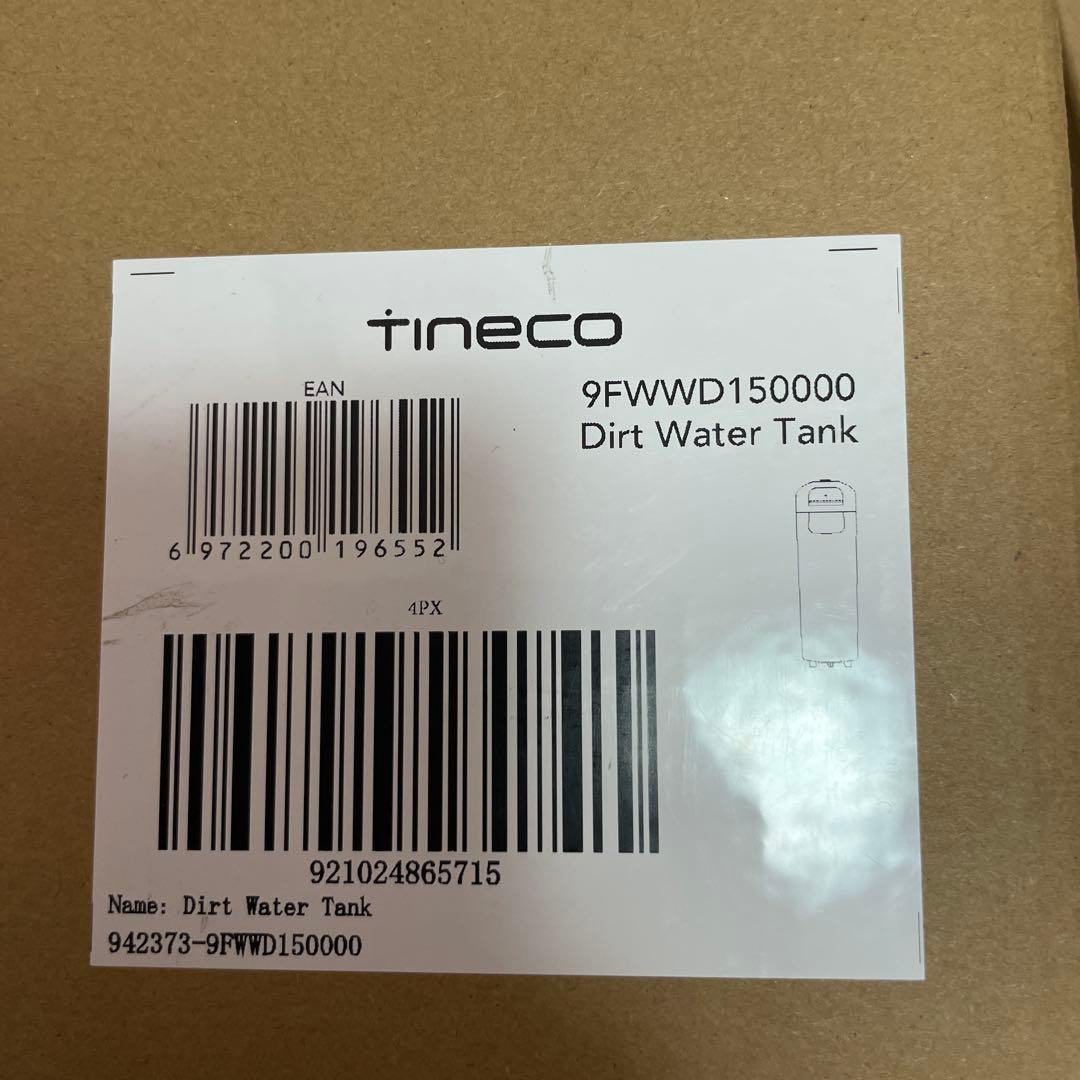 TINECO
EAN
9FWWD150000
Dirt Water Tank
6 972200 196552
4PX
921024865715
Name: Dirt Water Tank
942373-9FWWD150000